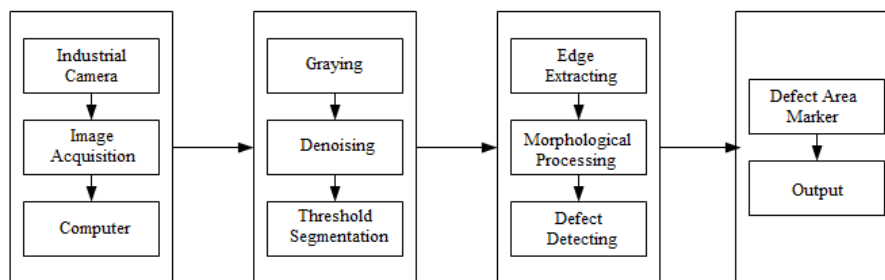 Industrial
Camera
Image
Acquisition
Computer
Graying
Denoising
Threshold
Segmentation
Edge
Extracting
Morphological
Processing
Defect
Detecting
Defect Area
Marker
Output